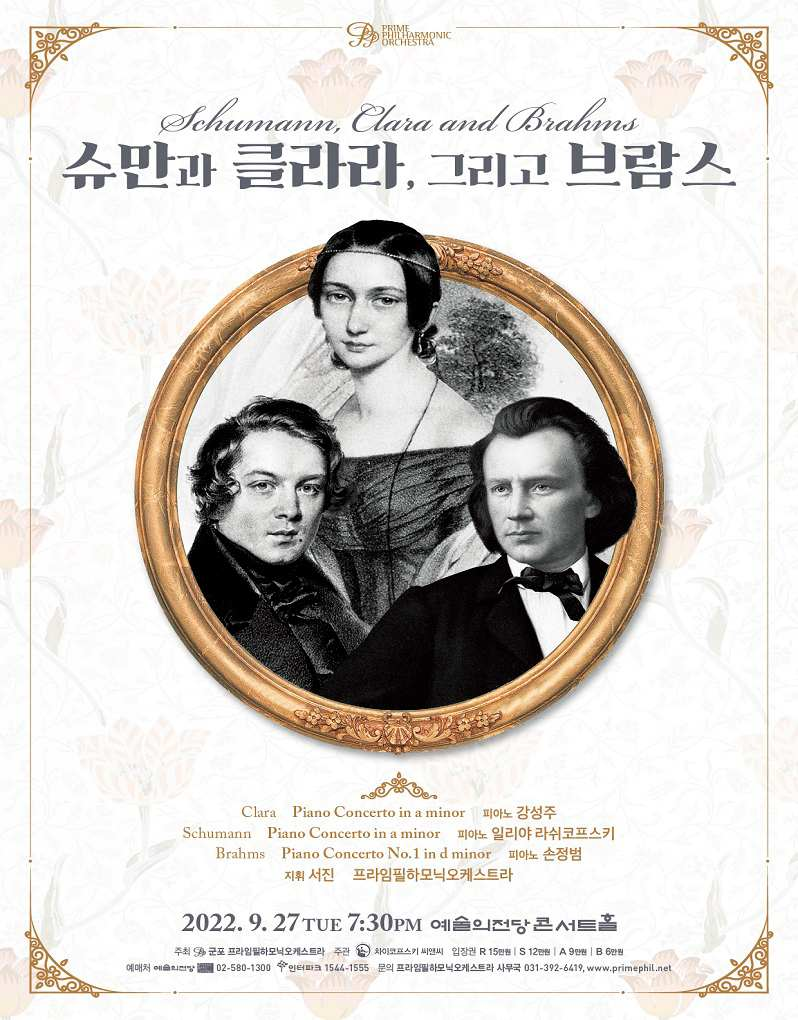 PRIME
PHILHARMONIC
ORCHESTRA
Schumann, Clara and Brahms
슈만과 클라라, 그리고 브람스
Clara Piano Concerto in a minor 피아노 강성주
Schumann Piano Concerto in a minor 피아노 일리야 라쉬코프스키
Brahms Piano Concerto No.1 in d minor 피아노 손정범
지휘 서진 프라임필하모닉오케스트라
2022. 9. 27 TUE 7:30PM 예술의전당 콘서트홀
주최 군포 프라임필하모닉오케스트라 주관 차이코프스키 씨앤씨 입장권 R 15만원 | S 12만원 | A 9만원 | B 6만원
예매처 예술의전당 02-580-1300 인터파크 1544-1555 문의 프라임필하모닉오케스트라 사무국 031-392-6419, www.primephil.net